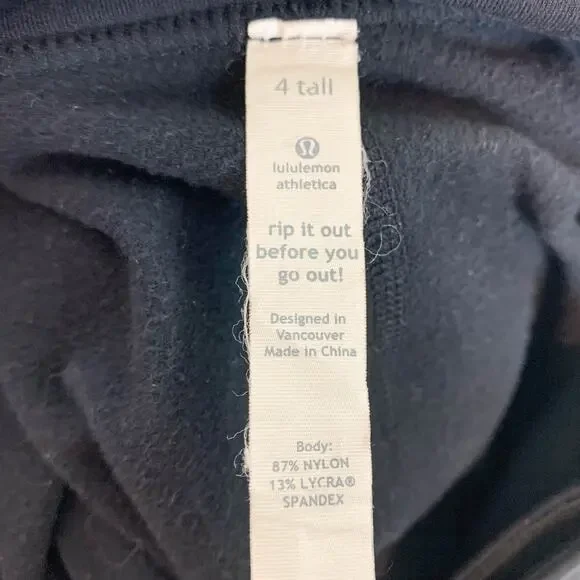 4 tall
lululemon
athletica
rip it out
before you
go out!
Designed in
Vancouver
Made in China
Body:
87% NYLON
13% LYCRA®
SPANDEX